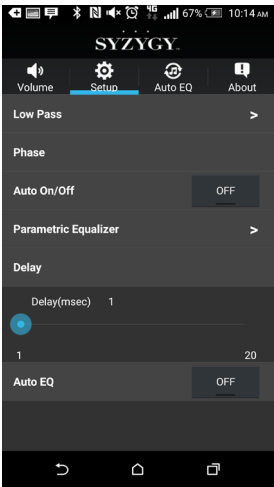 4G 67% 10:14 AM
SYZYGY
Volume Setup Auto EQ About
Low Pass >
Phase
Auto On/Off OFF
Parametric Equalizer >
Delay
Delay(msec) 1
1 20
Auto EQ OFF